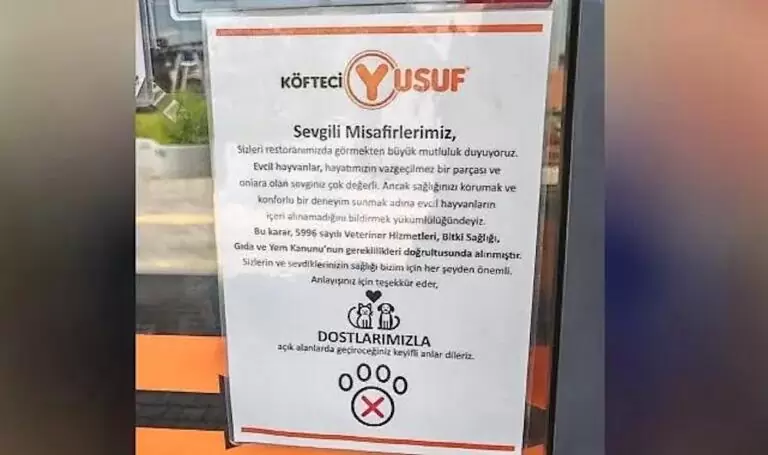 KÖFTECİ YUSUF
Sevgili Misafirlerimiz,
Sizleri restoranımızda görmekten büyük mutluluk duyuyoruz.
Evcil hayvanlar, hayatımızın vazgeçilmez bir parçası ve
onlara olan sevginiz çok değerli. Ancak sağlığınızı korumak ve
konforlu bir deneyim sunmak adına evcil hayvanların
içeri alınamadığını bildirmek yükümlülüğündeyiz.
Bu karar, 5996 sayılı Veteriner Hizmetleri, Bitki Sağlığı,
Gıda ve Yem Kanunu'nun gereklilikleri doğrultusunda alınmıştır.
Sizlerin ve sevdiklerinizin sağlığı bizim için her şeyden önemli.
Anlayışınız için teşekkür eder,
DOSTLARIMIZLA
açık alanlarda geçireceğiniz keyifli anlar dileriz.